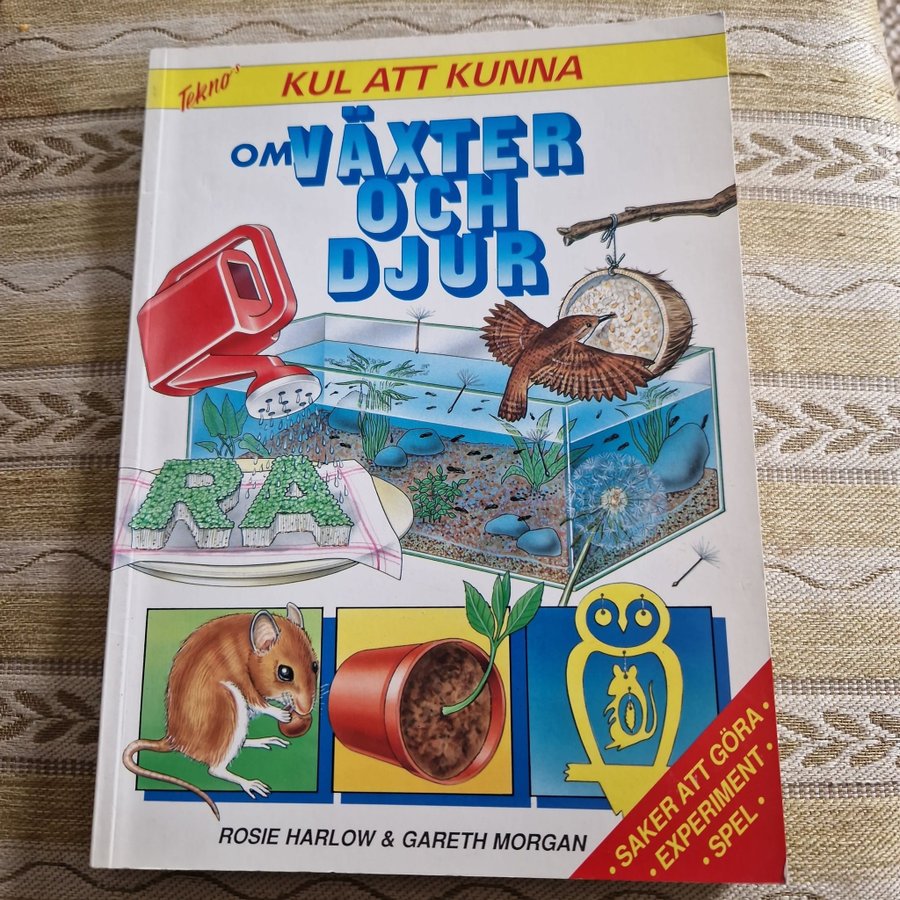 Tekno's KUL ATT KUNNA
OM VÄXTER
OCH
DJUR
RA
ROSIE HARLOW & GARETH MORGAN
• SAKER ATT GÖRA •
• EXPERIMENT •
• SPEL •